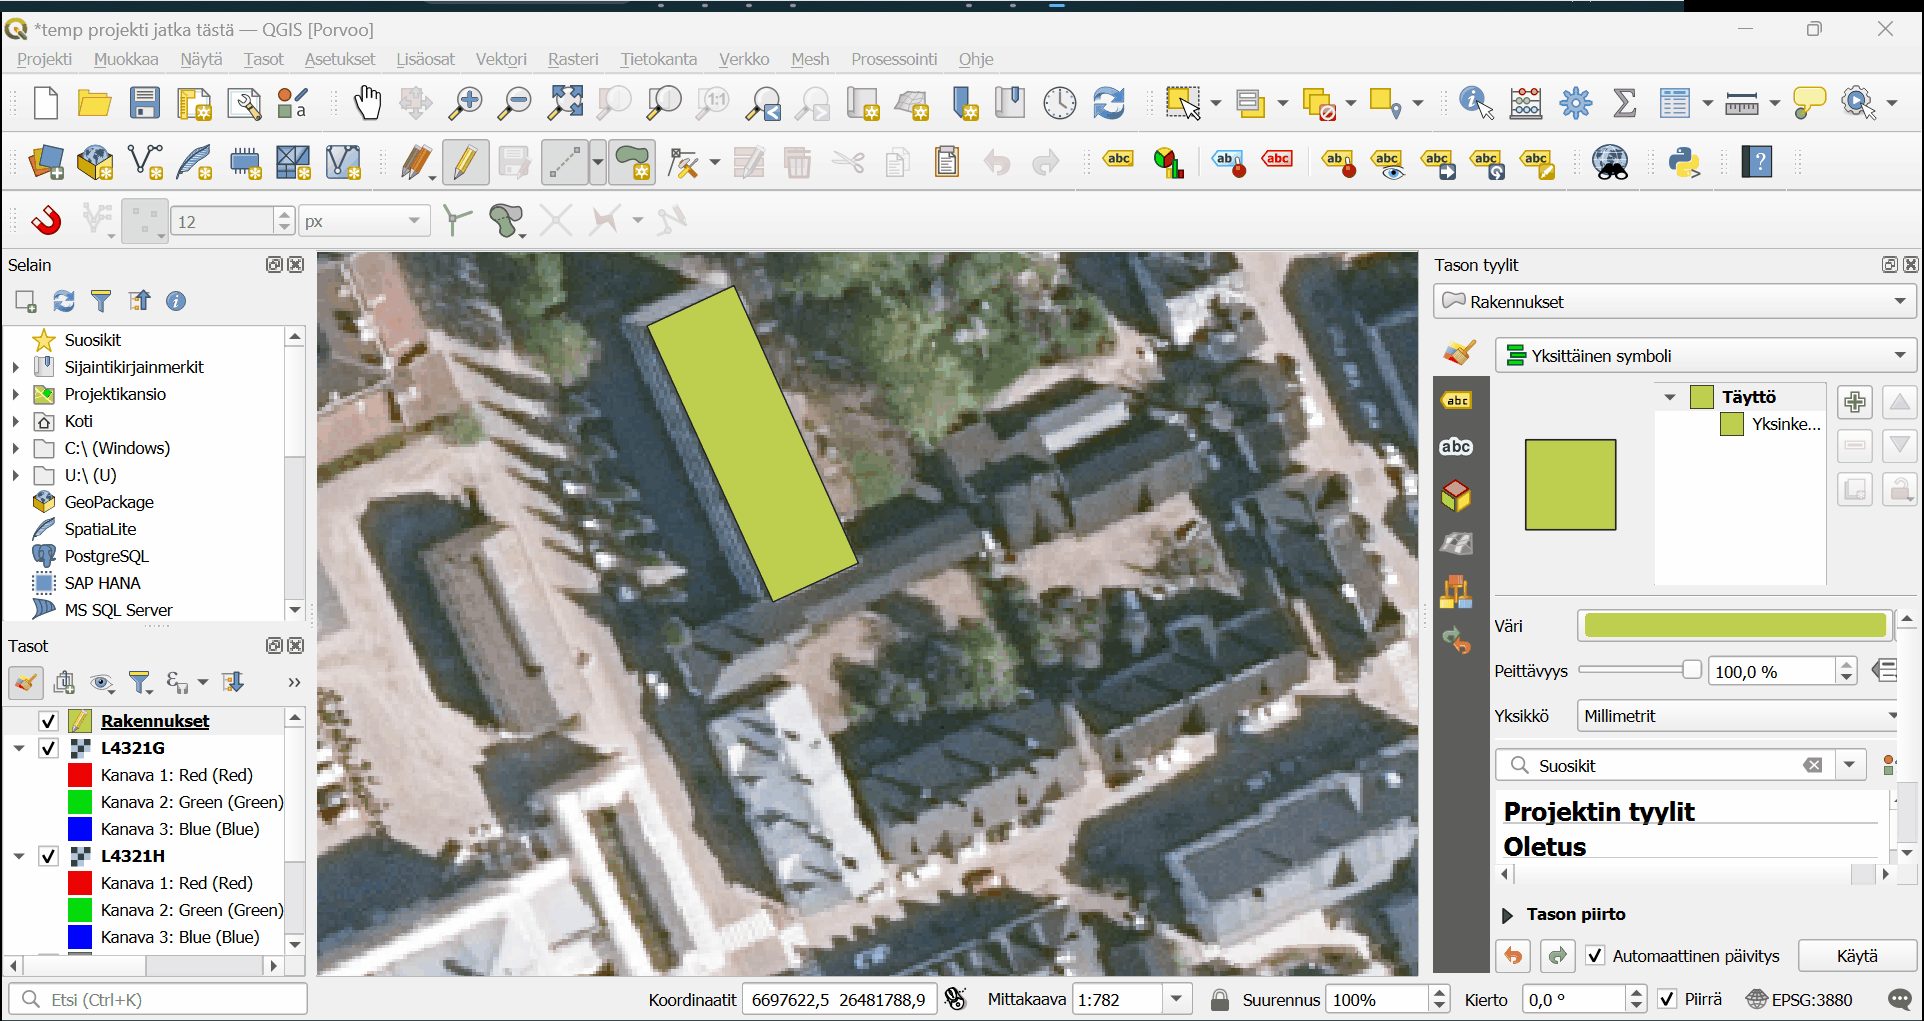 *temp projekti jatka tästä — QGIS [Porvoo]
Projekti Muokkaa Näytä Tasot Asetukset Lisäosat Vektori Rasteri Tietokanta Verkko Mesh Prosessointi Ohje
12 px
Selain
Suosikit
Sijaintikirjainmerkit
Projektikansio
Koti
C:\ (Windows)
U:\ (U)
GeoPackage
SpatiaLite
PostgreSQL
SAP HANA
MS SQL Server
Tasot
Rakennukset
L4321G
Kanava 1: Red (Red)
Kanava 2: Green (Green)
Kanava 3: Blue (Blue)
L4321H
Kanava 1: Red (Red)
Kanava 2: Green (Green)
Kanava 3: Blue (Blue)
Tason tyylit
Rakennukset
Yksittäinen symboli
Täyttö
Yksinke...
Väri
Peittävyys 100,0 %
Yksikkö Millimetrit
Suosikit
Projektin tyylit
Oletus
Tason piirto
Automaattinen päivitys Käytä
Etsi (Ctrl+K) Koordinaatit 6697622,5 26481788,9 Mittakaava 1:782 Suurennus 100% Kierto 0,0 ° Piirrä EPSG:3880